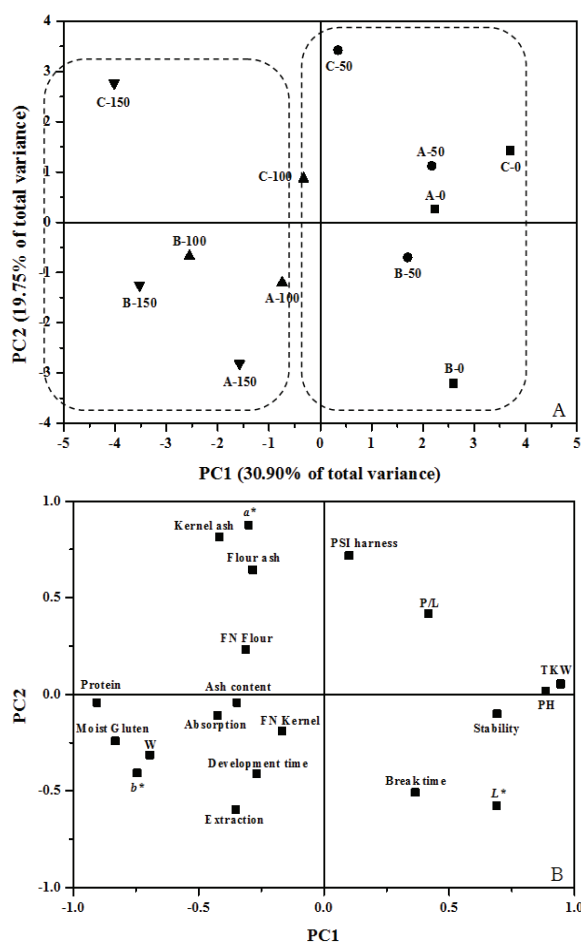 4
3
2
1
0
-1
-2
-3
-4
PC2 (19.75% of total variance)
C-50
C-150
A-50
C-0
C-100
A-0
B-100
B-50
B-150
A-100
A-150
B-0
A
-5 -4 -3 -2 -1 0 1 2 3 4 5
PC1 (30.90% of total variance)
1.0
0.5
0.0
-0.5
-1.0
PC2
a*
Kernel ash
PSI harness
Flour ash
P/L
FN Flour
TKW
Protein
Ash content
PH
Absorption
FN Kernel
Stability
Moist Gluten
W
Development time
Break time
b*
L*
Extraction
B
-1.0 -0.5 0.0 0.5 1.0
PC1